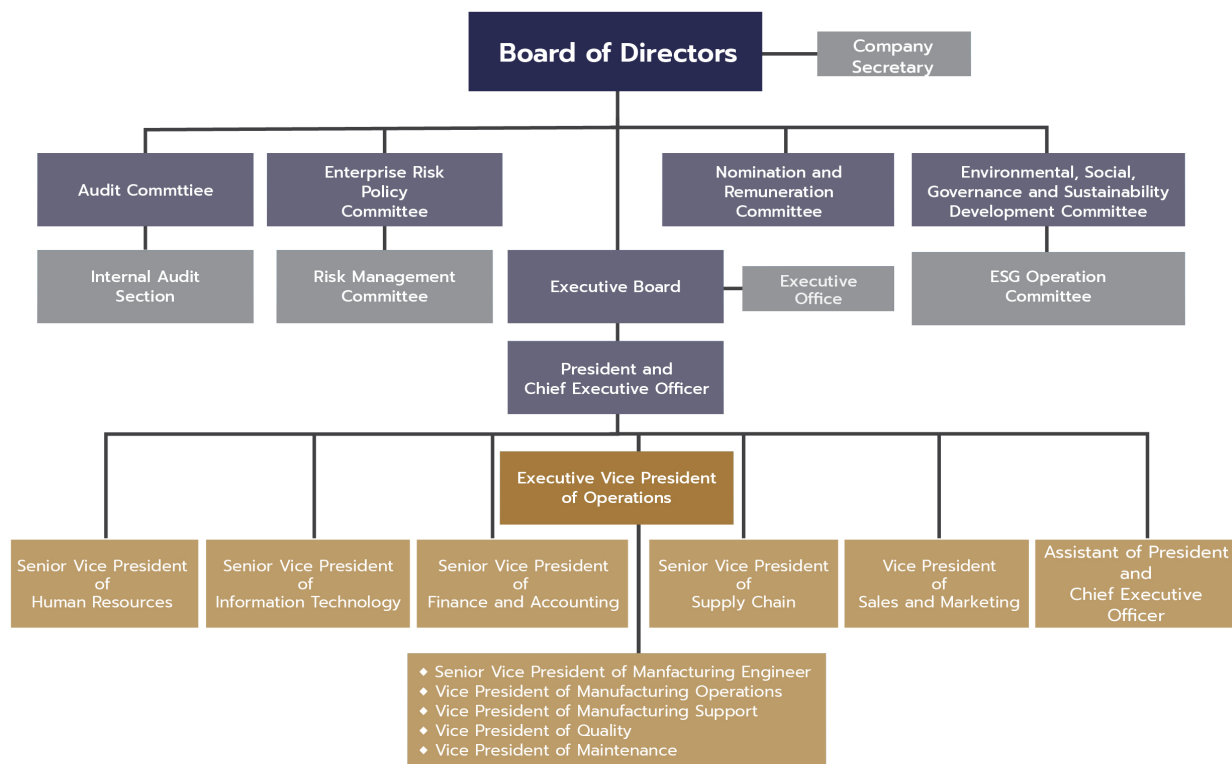 Board of Directors
Company
Secretary
Audit Commttiee
Enterprise Risk
Policy
Committee
Nomination and
Remuneration
Committee
Environmental, Social,
Governance and Sustainability
Development Committee
Internal Audit
Section
Risk Management
Committee
Executive Board
Executive
Office
ESG Operation
Committee
President and
Chief Executive Officer
Executive Vice President
of Operations
Senior Vice President
of
Human Resources
Senior Vice President
of
Information Technology
Senior Vice President
of
Finance and Accounting
Senior Vice President
of
Supply Chain
Vice President
of
Sales and Marketing
Assistant of President
and
Chief Executive
Officer
◆ Senior Vice President of Manfacturing Engineer
◆ Vice President of Manufacturing Operations
◆ Vice President of Manufacturing Support
◆ Vice President of Quality
◆ Vice President of Maintenance